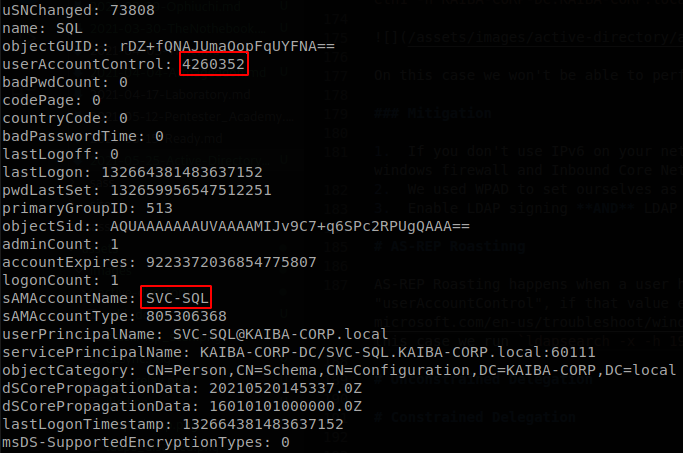 uSNChanged: 73808
name: SQL
objectGUID:: rDZ+fQNAJUmaOopFqUYFNA==
userAccountControl: 4260352
badPwdCount: 0
codePage: 0
countryCode: 0
badPasswordTime: 0
lastLogoff: 0
lastLogon: 132664381483637152
pwdLastSet: 132659956547512251
primaryGroupID: 513
objectSid:: AQUAAAAAAAUVAAAAMIJv9C7+q6SPc2RPUgQAAA==
adminCount: 1
accountExpires: 9223372036854775807
logonCount: 1
sAMAccountName: SVC-SQL
sAMAccountType: 805306368
userPrincipalName: SVC-SQL@KAIBA-CORP.local
servicePrincipalName: KAIBA-CORP-DC/SVC-SQL.KAIBA-CORP.local:60111
objectCategory: CN=Person,CN=Schema,CN=Configuration,DC=KAIBA-CORP,DC=local
dSCorePropagationData: 20210520145337.0Z
dSCorePropagationData: 16010101000000.0Z
lastLogonTimestamp: 132664381483637152
msDS-SupportedEncryptionTypes: 0